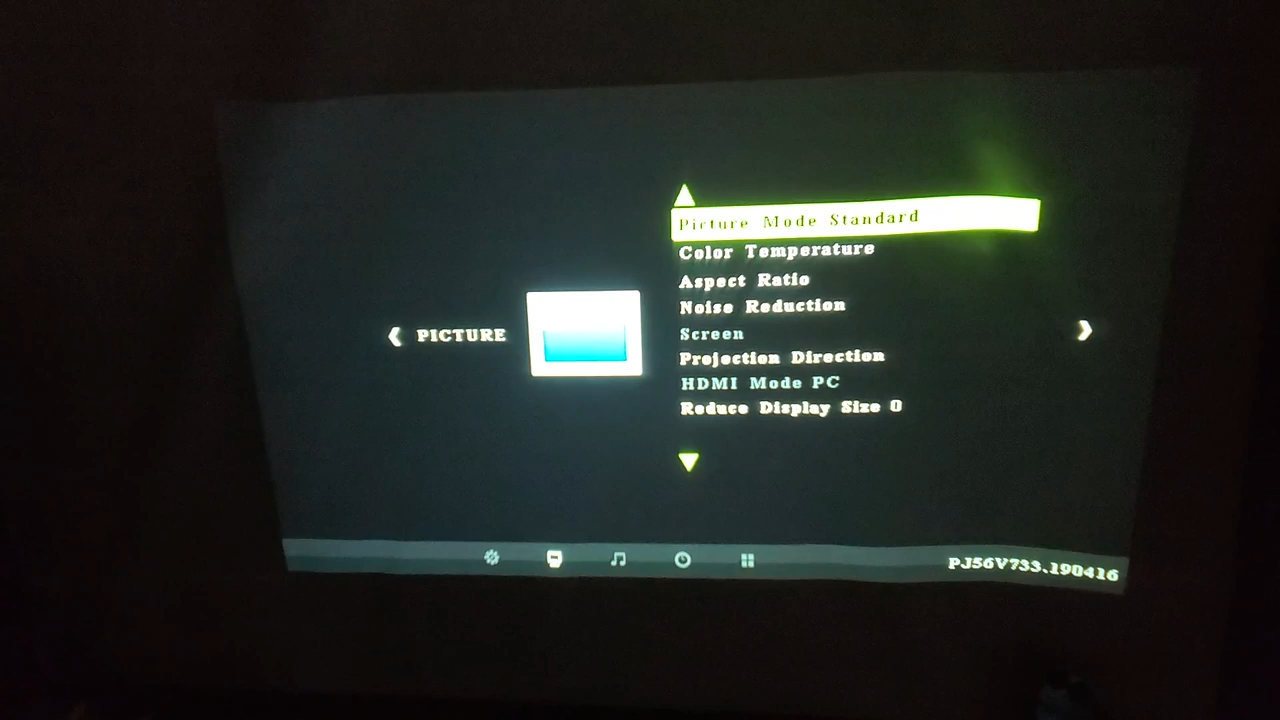 PICTURE
Picture Mode Standard
Color Temperature
Aspect Ratio
Noise Reduction
Screen
Projection Direction
HDMI Mode PC
Reduce Display Size 0
PJ56V733.190416